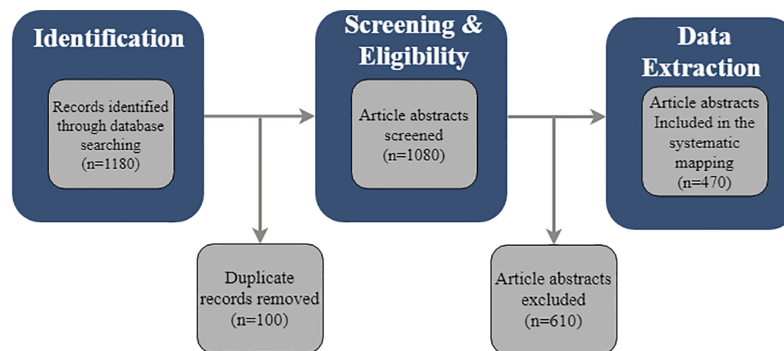 Identification
Records identified
through database
searching
(n=1180)
Screening &
Eligibility
Article abstracts
screened
(n=1080)
Data
Extraction
Article abstracts
Included in the
systematic
mapping
(n=470)
Duplicate
records removed
(n=100)
Article abstracts
excluded
(n=610)